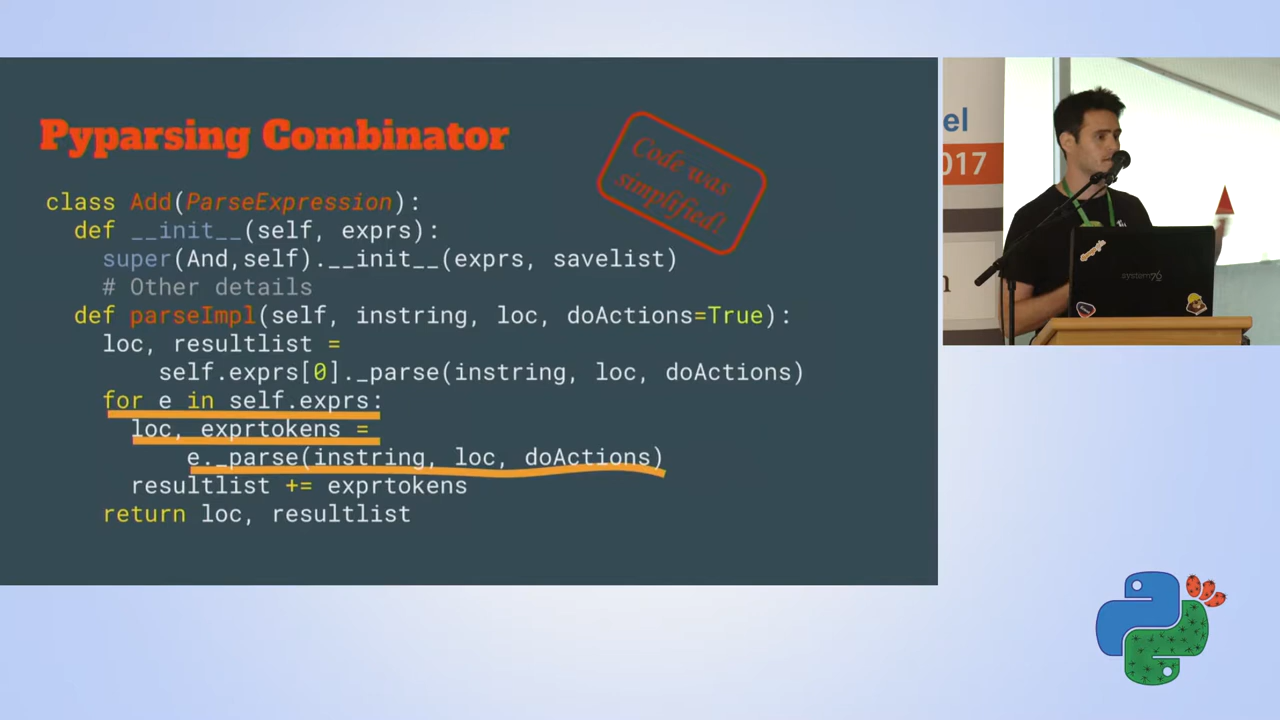 Pyparsing Combinator
Code was
simplified!
class Add(ParseExpression):
def __init__(self, exprs):
super(And,self).__init__(exprs, savelist)
# Other details
def parseImpl(self, instring, loc, doActions=True):
loc, resultlist =
self.exprs[0]._parse(instring, loc, doActions)
for e in self.exprs:
loc, exprtokens =
e._parse(instring, loc, doActions)
resultlist += exprtokens
return loc, resultlist
el
017
n
system76